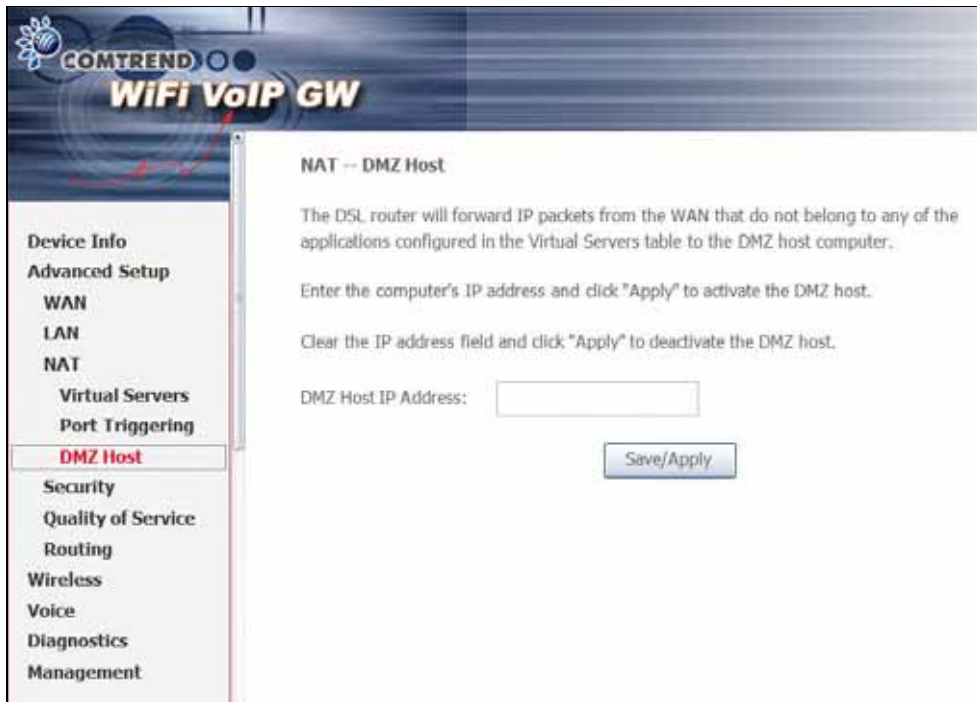 COMTREND
WiFi VoIP GW
Device Info
Advanced Setup
WAN
LAN
NAT
Virtual Servers
Port Triggering
DMZ Host
Security
Quality of Service
Routing
Wireless
Voice
Diagnostics
Management
NAT -- DMZ Host
The DSL router will forward IP packets from the WAN that do not belong to any of the
applications configured in the Virtual Servers table to the DMZ host computer.
Enter the computer's IP address and click "Apply" to activate the DMZ host.
Clear the IP address field and click "Apply" to deactivate the DMZ host.
DMZ Host IP Address:
Save/Apply